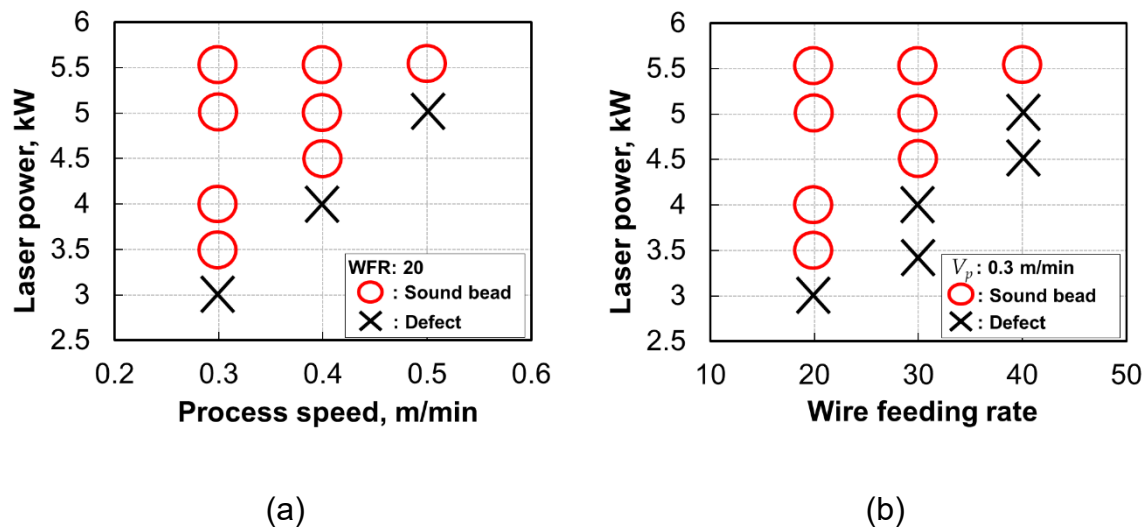 6
5.5
5
4.5
4
3.5
3
2.5
Laser power, kW
0.2
0.3
0.4
0.5
0.6
Process speed, m/min
WFR: 20
: Sound bead
: Defect
(a)
6
5.5
5
4.5
4
3.5
3
2.5
Laser power, kW
10
20
30
40
50
Wire feeding rate
V_p : 0.3 m/min
: Sound bead
: Defect
(b)